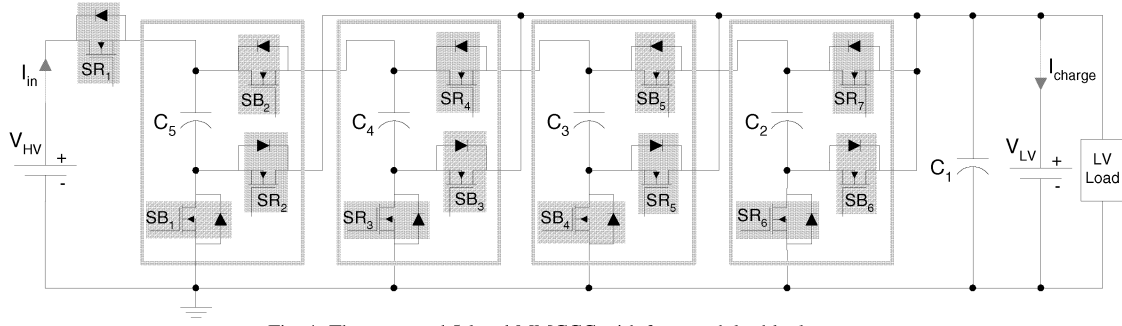 SR1
Iin
VHV
+
-
SB2
C5
SR2
SB1
SR4
C4
SB3
SR3
SB5
C3
SR5
SB4
SR7
C2
SB6
SR6
C1
Icharge
VLV
+
-
LV
Load
Fig. The proposed 5-level MMCCC with four modular blocks